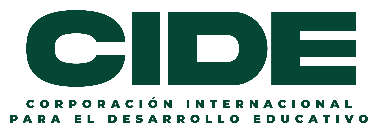 CIDE
CORPORACIÓN INTERNACIONAL
PARA EL DESARROLLO EDUCATIVO